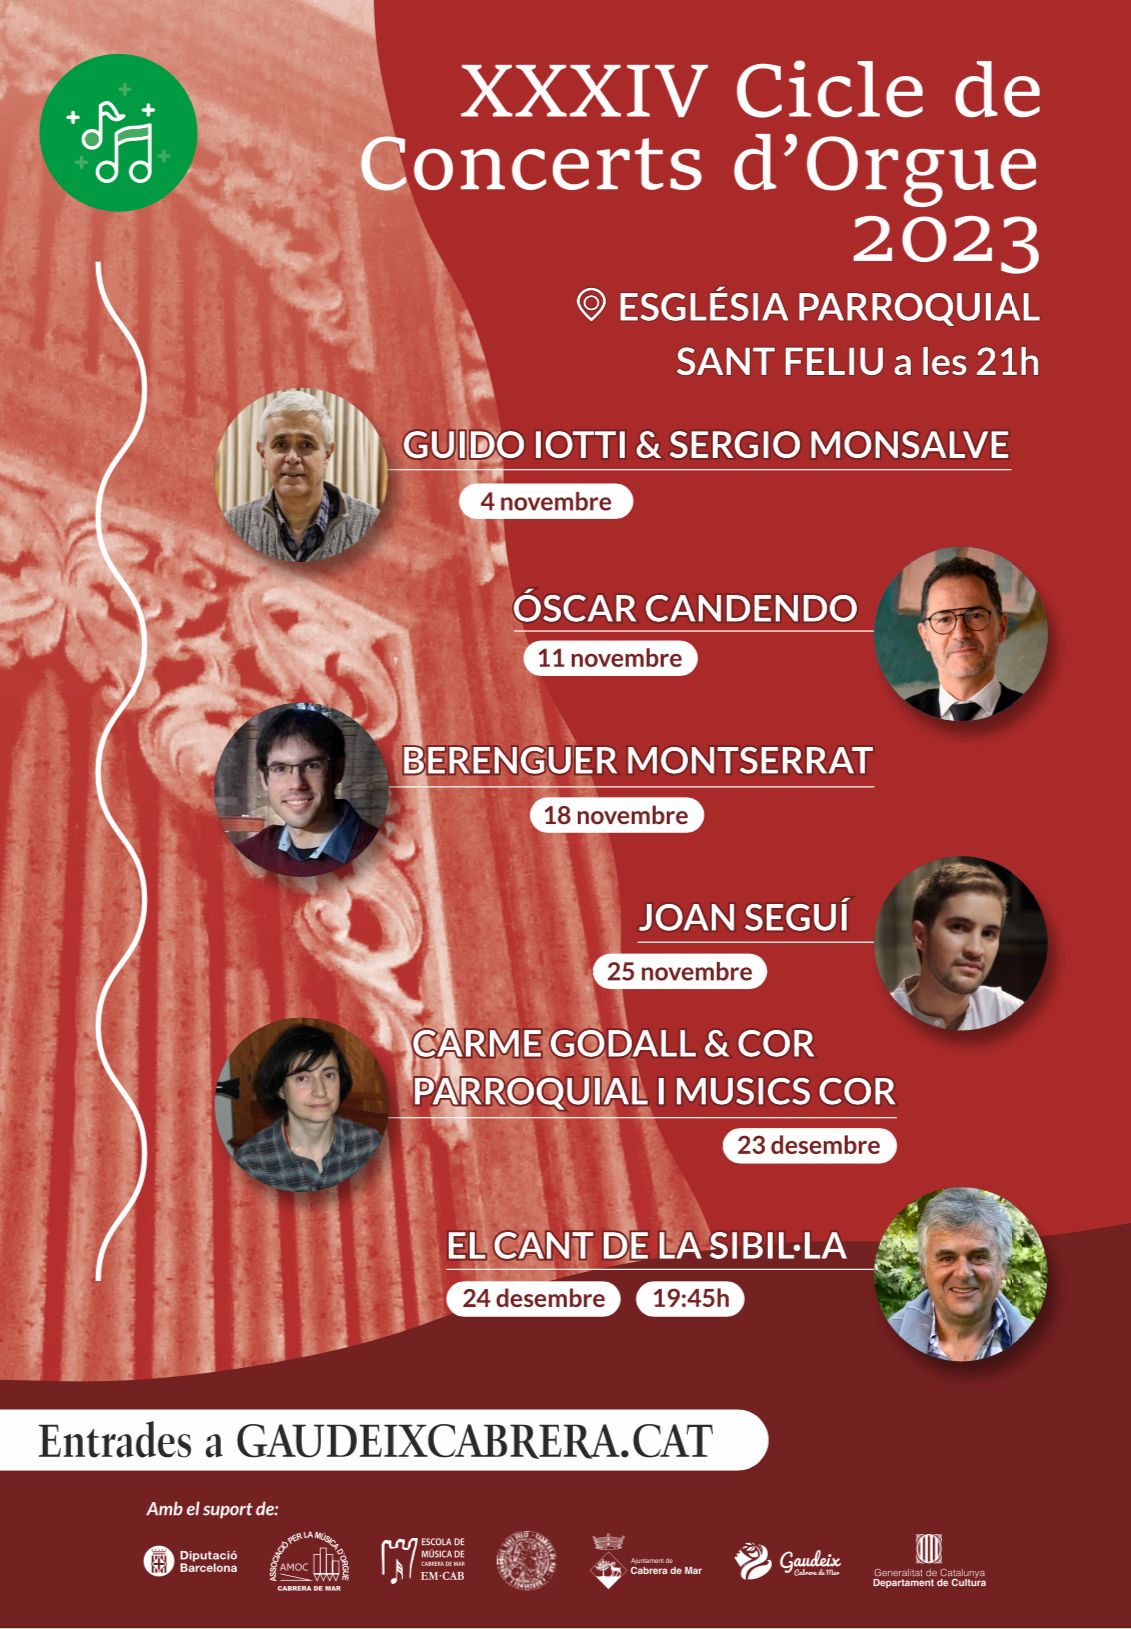 XXXIV Cicle de
Concerts d'Orgue
2023
ESGLÉSIA PARROQUIAL
SANT FELIU a les 21h
GUIDO IOTTI & SERGIO MONSALVE
4 novembre
ÓSCAR CANDENDO
11 novembre
BERENGUER MONTSERRAT
18 novembre
JOAN SEGUÍ
25 novembre
CARME GODALL & COR
PARROQUIAL I MUSICS COR
23 desembre
EL CANT DE LA SIBIL·LA
24 desembre 19:45h
Entrades a GAUDEIXCABRERA.CAT
Amb el suport de:
Diputació
Barcelona
ASSOCIACIÓ PER LA MÚSICA D'ORGUE
AMOC
CABRERA DE MAR
ESCOLA DE
MÚSICA DE
CABRERA DE MAR
EM·CAB
Ajuntament de
Cabrera de Mar
Gaudeix
Cabrera de Mar
Generalitat de Catalunya
Departament de Cultura